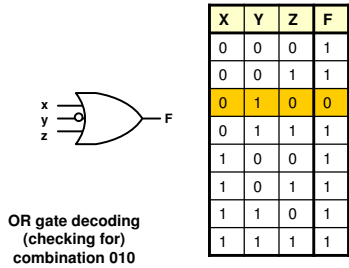 x
y
z
F
OR gate decoding
(checking for)
combination 010
X Y Z F
0 0 0 1
0 0 1 1
0 1 0 0
0 1 1 1
1 0 0 1
1 0 1 1
1 1 0 1
1 1 1 1